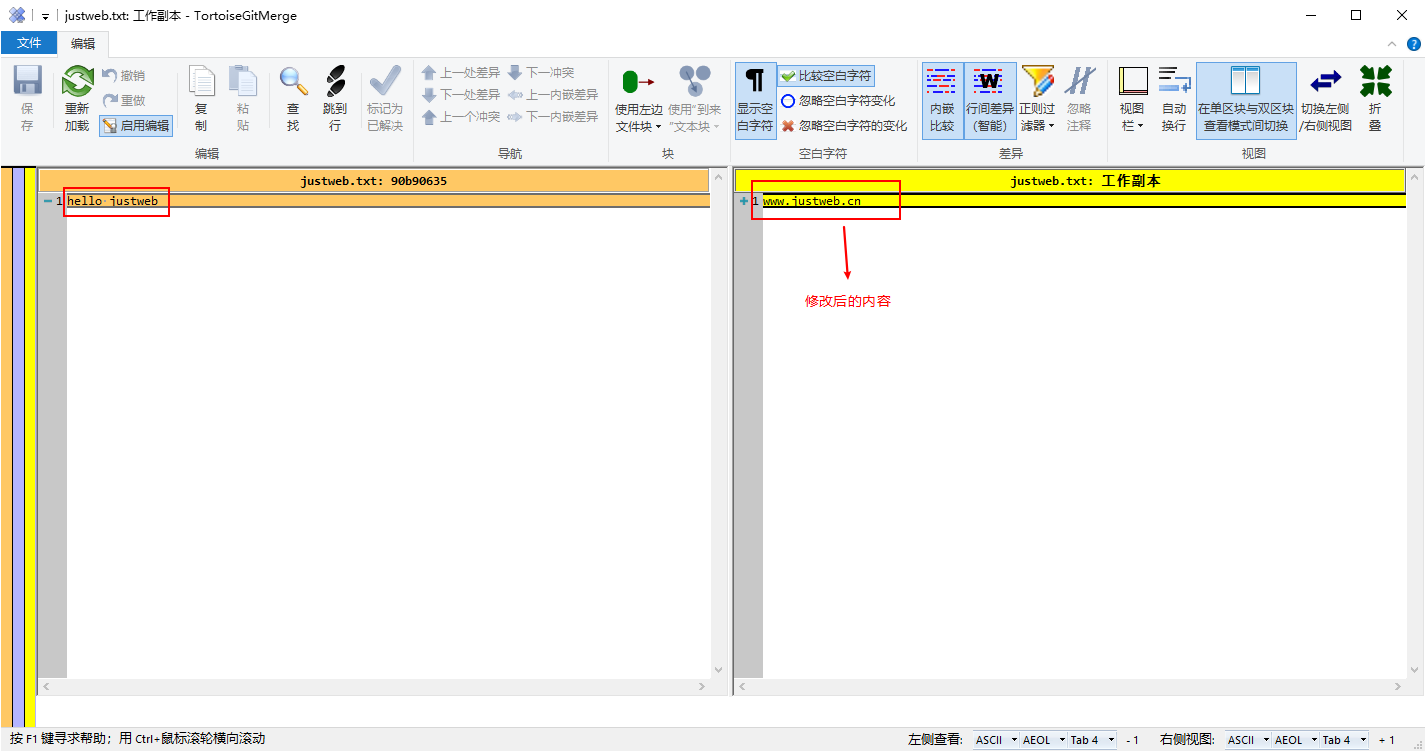 justweb.txt: 工作副本 - TortoiseGitMerge
文件 编辑
保存
重新加载
撤销
重做
启用编辑
复制
粘贴
查找
跳到行
标记为已解决
编辑
上一处差异 下一冲突
下一处差异 上一内嵌差异
上一个冲突 下一内嵌差异
导航
使用左边文件块
使用“到来”文本块
块
显示空白字符
比较空白字符
忽略空白字符变化
忽略空白字符的变化
空白字符
内嵌比较
行间差异（智能）
正则过滤器
忽略注释
差异
视图栏
自动换行
在单区块与双区块查看模式间切换
切换左侧/右侧视图
折叠
视图
justweb.txt: 90b90635
1 hello justweb
justweb.txt: 工作副本
1 www.justweb.cn
修改后的内容
按 F1 键寻求帮助；用 Ctrl+鼠标滚轮横向滚动
左侧查看: ASCII AEOL Tab 4 - 1 右侧视图: ASCII AEOL Tab 4 + 1